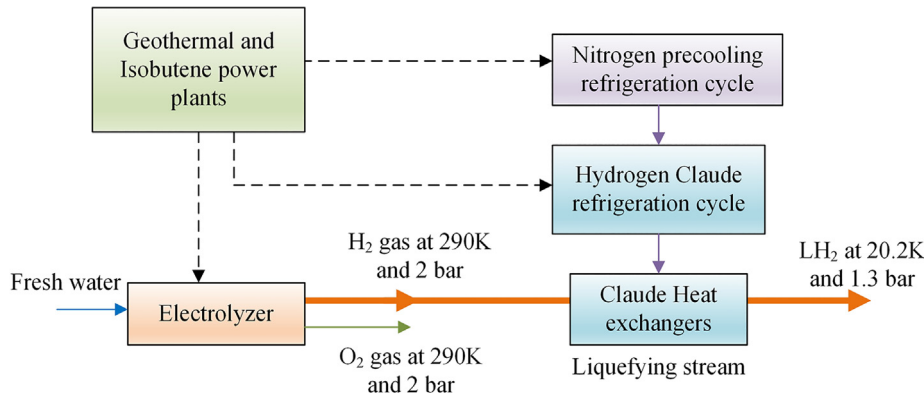 Geothermal and
Isobutene power
plants
Nitrogen precooling
refrigeration cycle
Hydrogen Claude
refrigeration cycle
H₂ gas at 290K
and 2 bar
LH₂ at 20.2K
and 1.3 bar
Fresh water
Electrolyzer
Claude Heat
exchangers
O₂ gas at 290K
and 2 bar
Liquefying stream